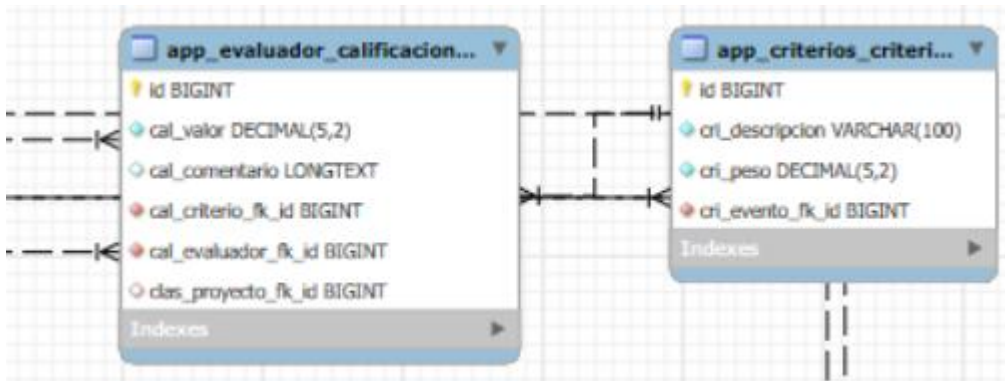 app_evaluador_calificacion...
id BIGINT
cal_valor DECIMAL(5,2)
cal_comentario LONGTEXT
cal_criterio_fk_id BIGINT
cal_evaluador_fk_id BIGINT
clas_proyecto_fk_id BIGINT
Indexes
app_criterios_criteri...
id BIGINT
cri_descripcion VARCHAR(100)
cri_peso DECIMAL(5,2)
cri_evento_fk_id BIGINT
Indexes